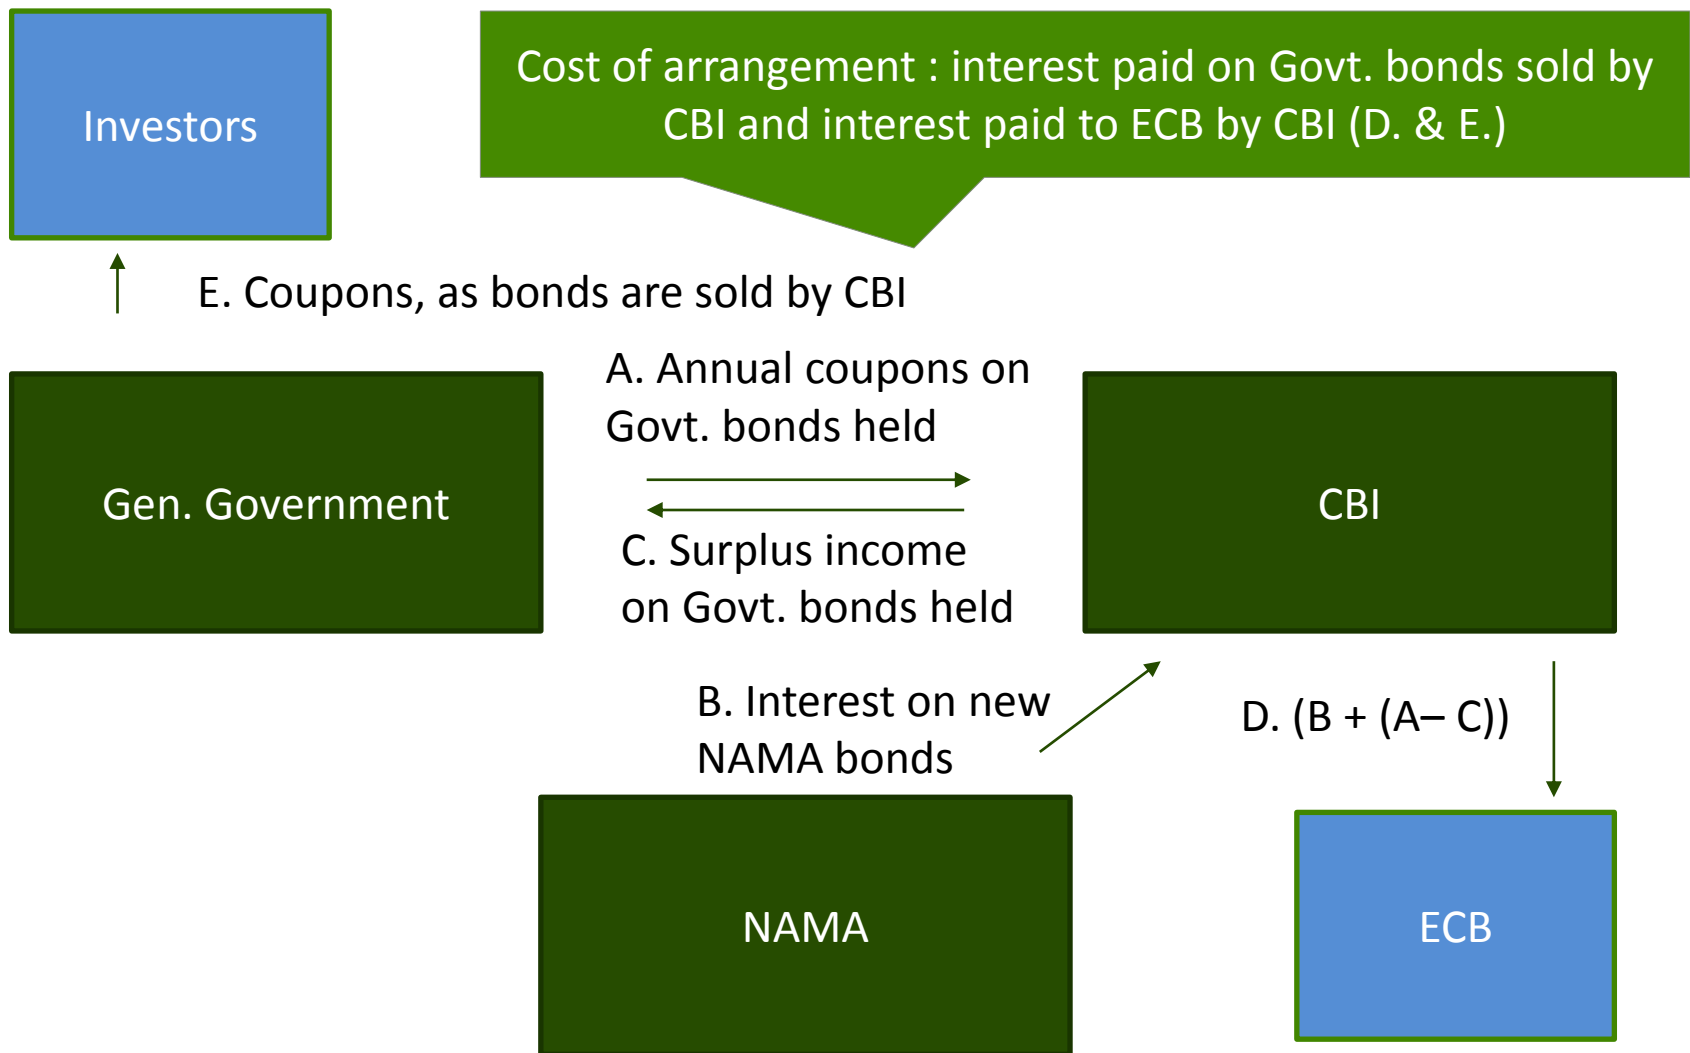 Investors
Cost of arrangement : interest paid on Govt. bonds sold by
CBI and interest paid to ECB by CBI (D. & E.)
E. Coupons, as bonds are sold by CBI
A. Annual coupons on
Govt. bonds held
Gen. Government
CBI
C. Surplus income
on Govt. bonds held
B. Interest on new
NAMA bonds
D. (B + (A– C))
NAMA
ECB